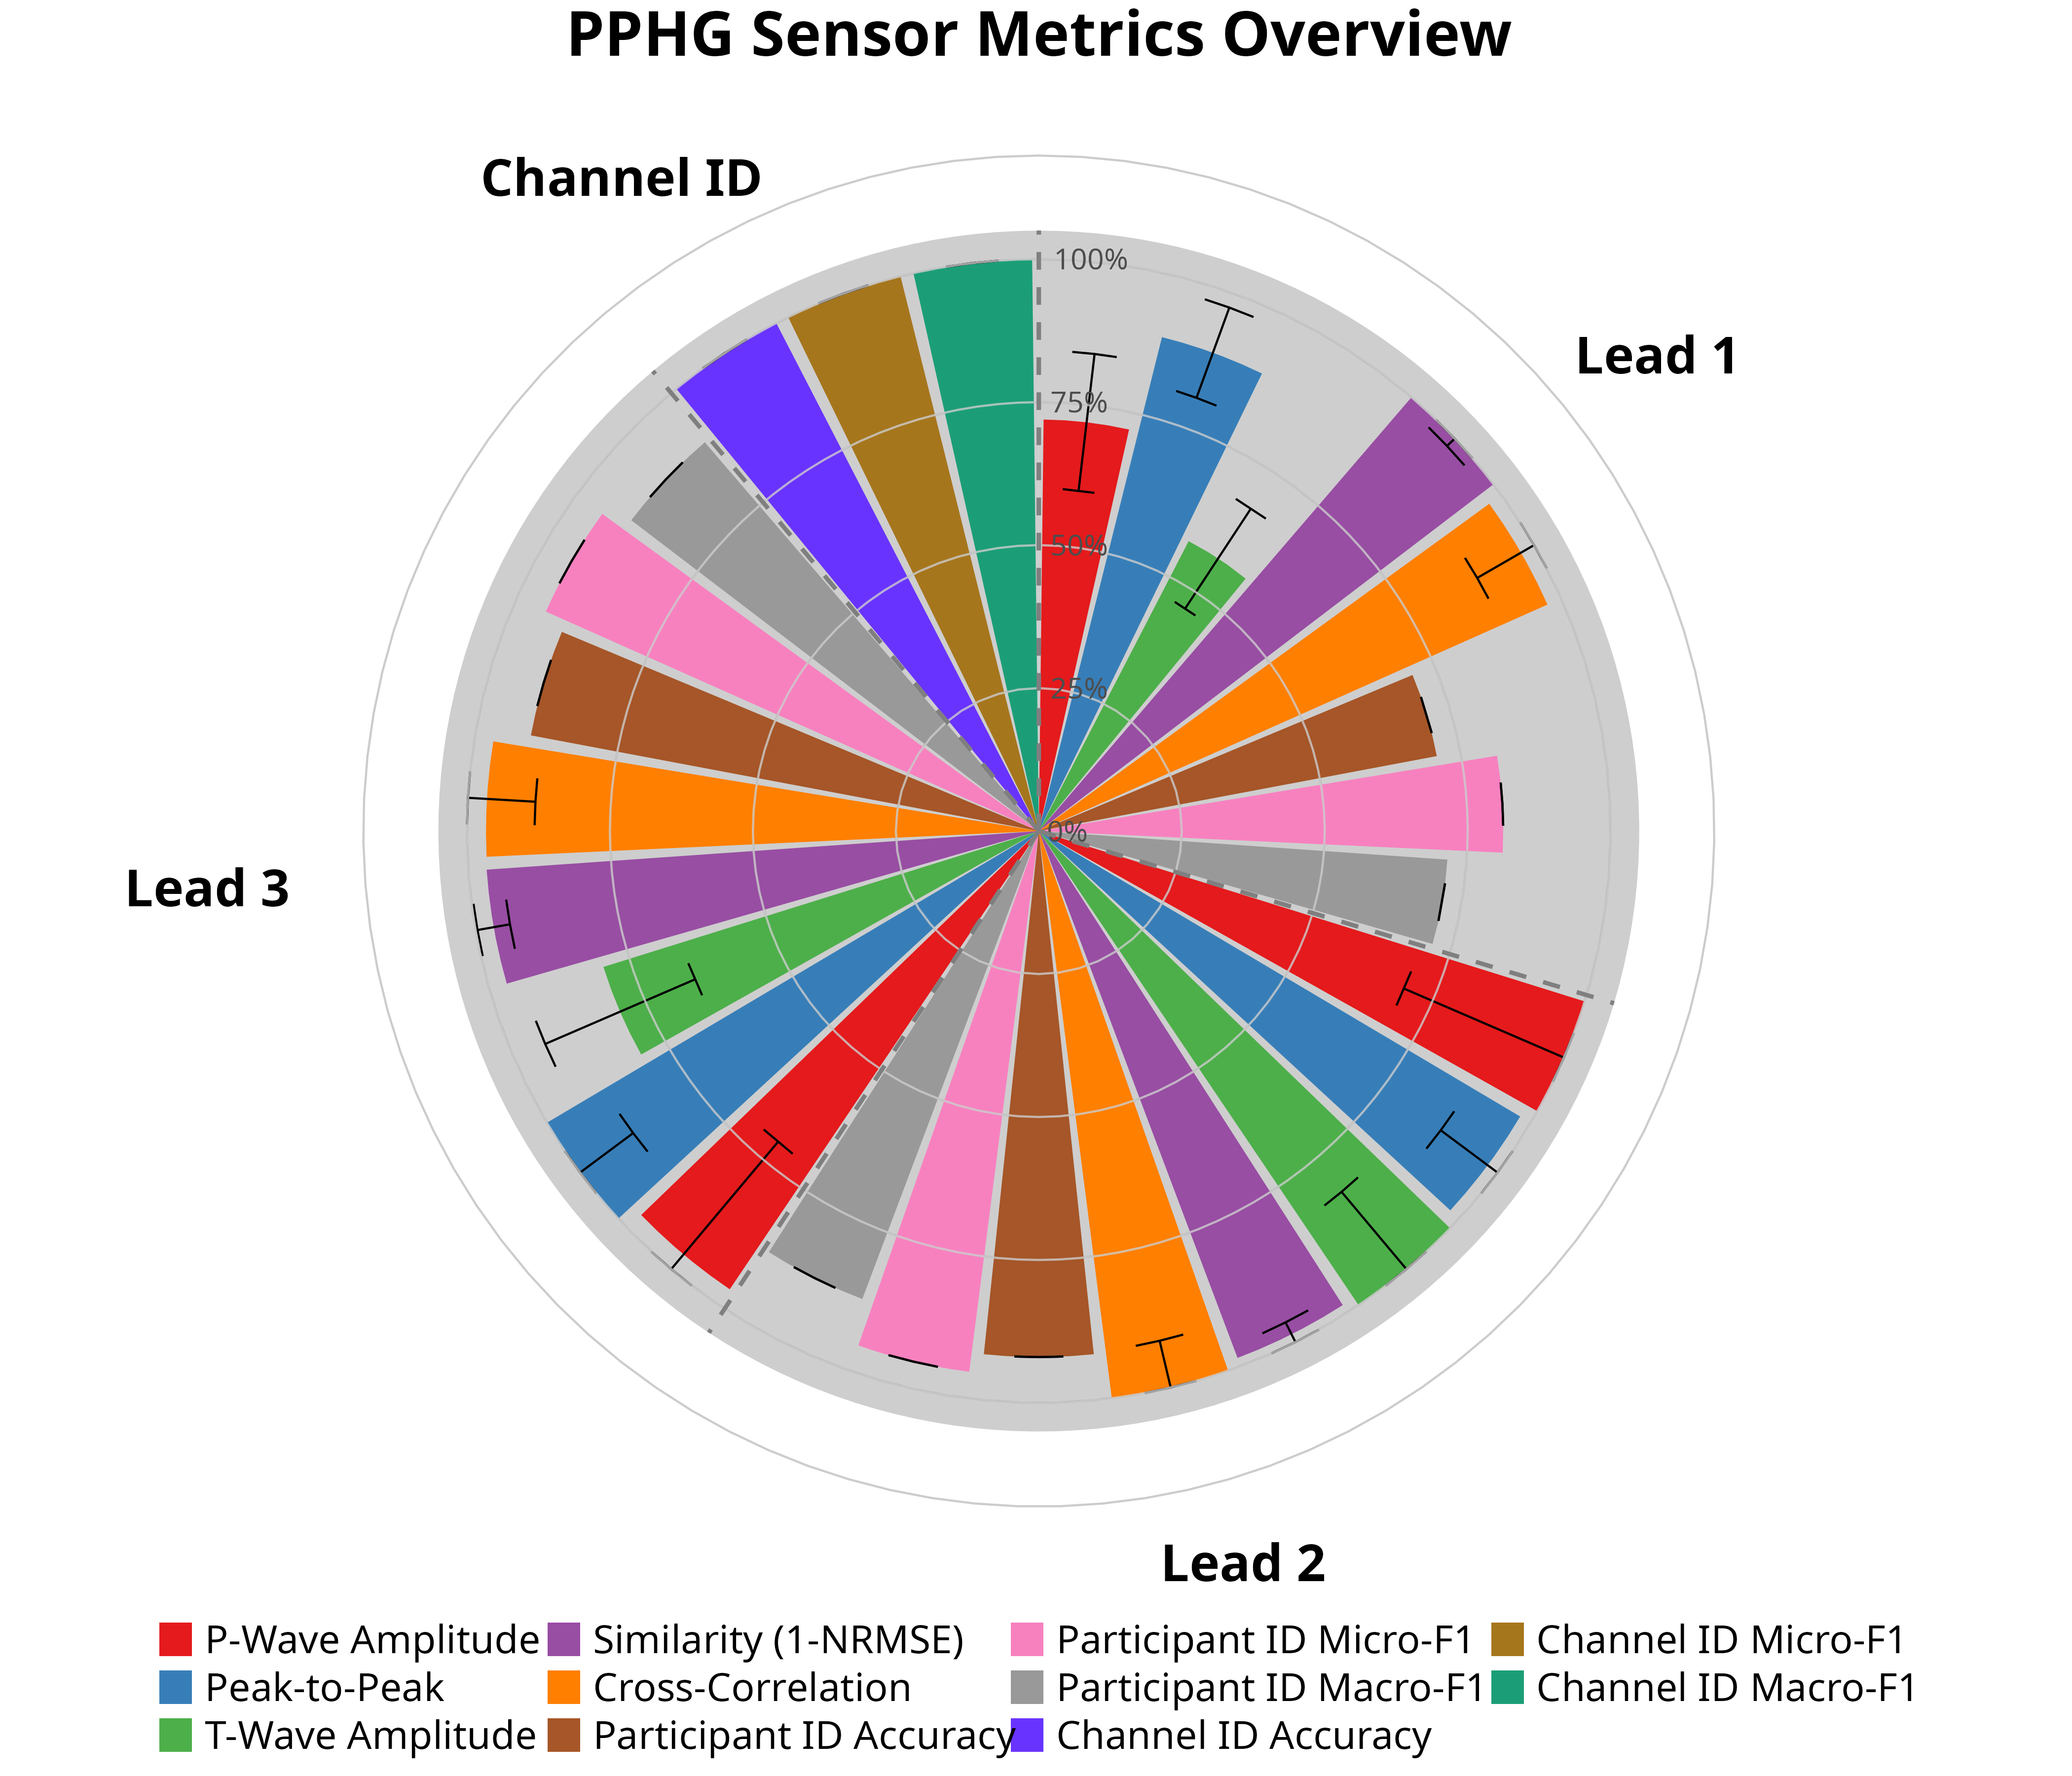 PPHG Sensor Metrics Overview
Channel ID
Lead 1
100%
75%
50%
25%
0%
Lead 3
Lead 2
P-Wave Amplitude
Peak-to-Peak
T-Wave Amplitude
Similarity (1-NRMSE)
Cross-Correlation
Participant ID Accuracy
Participant ID Micro-F1
Participant ID Macro-F1
Channel ID Accuracy
Channel ID Micro-F1
Channel ID Macro-F1